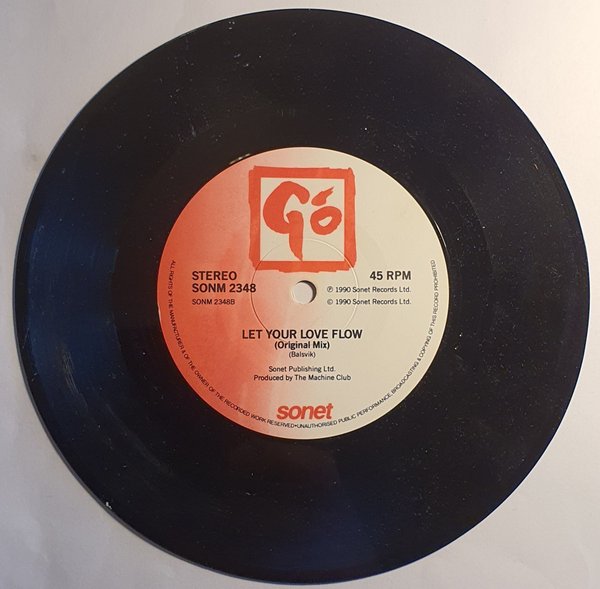 Gó
STEREO
SONM 2348
SONM 2348B
45 RPM
℗ 1990 Sonet Records Ltd.
© 1990 Sonet Records Ltd.
LET YOUR LOVE FLOW
(Original Mix)
(Balsvik)
Sonet Publishing Ltd.
Produced by The Machine Club
sonet
ALL RIGHTS OF THE MANUFACTURER & OF THE OWNER OF THE RECORDED WORK RESERVED•UNAUTHORISED PUBLIC PERFORMANCE, BROADCASTING & COPYING OF THIS RECORD PROHIBITED